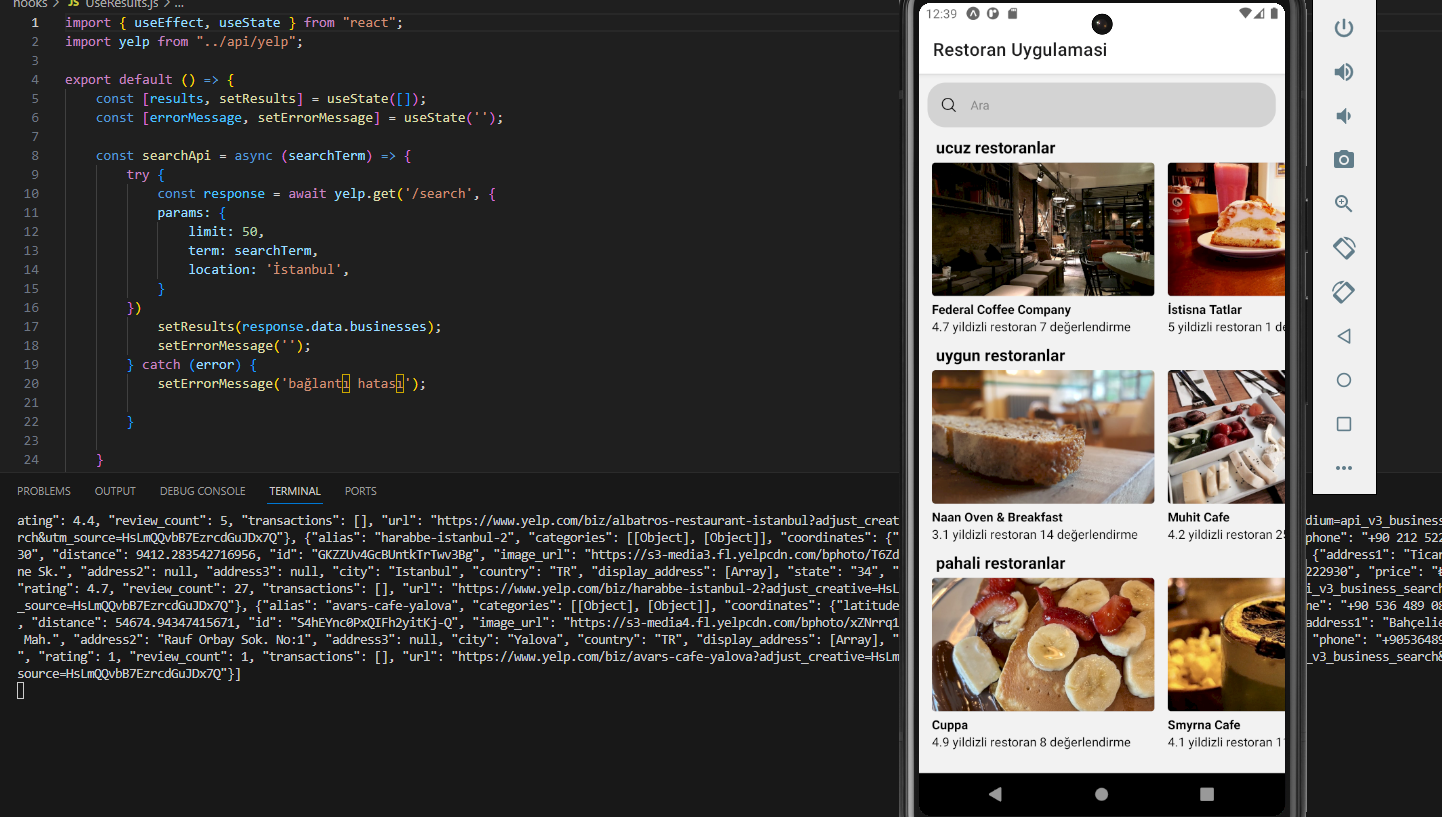 hooks > JS UseResults.js > ...
1 import { useEffect, useState } from "react";
2 import yelp from "../api/yelp";
3
4 export default () => {
5 const [results, setResults] = useState([]);
6 const [errorMessage, setErrorMessage] = useState('');
7
8 const searchApi = async (searchTerm) => {
9 try {
10 const response = await yelp.get('/search', {
11 params: {
12 limit: 50,
13 term: searchTerm,
14 location: 'İstanbul',
15 }
16 })
17 setResults(response.data.businesses);
18 setErrorMessage('');
19 } catch (error) {
20 setErrorMessage('bağlantı hatası');
21
22 }
23
24 }
PROBLEMS OUTPUT DEBUG CONSOLE TERMINAL PORTS
ating": 4.4, "review_count": 5, "transactions": [], "url": "https://www.yelp.com/biz/albatros-restaurant-istanbul?adjust_creat
rch&utm_source=HsLmQQvbB7EzrcdGuJDx7Q"}, {"alias": "harabbe-istanbul-2", "categories": [[Object], [Object]], "coordinates": {"
30", "distance": 9412.283542716956, "id": "GKZZUv4GcBUntkTrTwv3Bg", "image_url": "https://s3-media3.fl.yelpcdn.com/bphoto/T6Zd
ne Sk.", "address2": null, "address3": null, "city": "Istanbul", "country": "TR", "display_address": [Array], "state": "34", "
"rating": 4.7, "review_count": 27, "transactions": [], "url": "https://www.yelp.com/biz/harabbe-istanbul-2?adjust_creative=HsL
_source=HsLmQQvbB7EzrcdGuJDx7Q"}, {"alias": "avars-cafe-yalova", "categories": [[Object], [Object]], "coordinates": {"latitude
, "distance": 54674.94347415671, "id": "S4hEYnc0PxQIFh2yitKj-Q", "image_url": "https://s3-media4.fl.yelpcdn.com/bphoto/xZNrrq1
Mah.", "address2": "Rauf Orbay Sok. No:1", "address3": null, "city": "Yalova", "country": "TR", "display_address": [Array], "
", "rating": 1, "review_count": 1, "transactions": [], "url": "https://www.yelp.com/biz/avars-cafe-yalova?adjust_creative=HsLm
source=HsLmQQvbB7EzrcdGuJDx7Q"}]
12:39
Restoran Uygulamasi
Ara
ucuz restoranlar
Federal Coffee Company İstisna Tatlar
4.7 yildizli restoran 7 değerlendirme 5 yildizli restoran 1 de
uygun restoranlar
Naan Oven & Breakfast Muhit Cafe
3.1 yildizli restoran 14 değerlendirme 4.2 yildizli restoran 25
pahali restoranlar
Cuppa Smyrna Cafe
4.9 yildizli restoran 8 değerlendirme 4.1 yildizli restoran 1
dium=api_v3_business
phone": "+90 212 522
{"address1": "Ticar
222930", "price": "
i_v3_business_search
ne": "+90 536 489 08
address1": "Bahçelie
"phone": "+90536489
_v3_business_search&